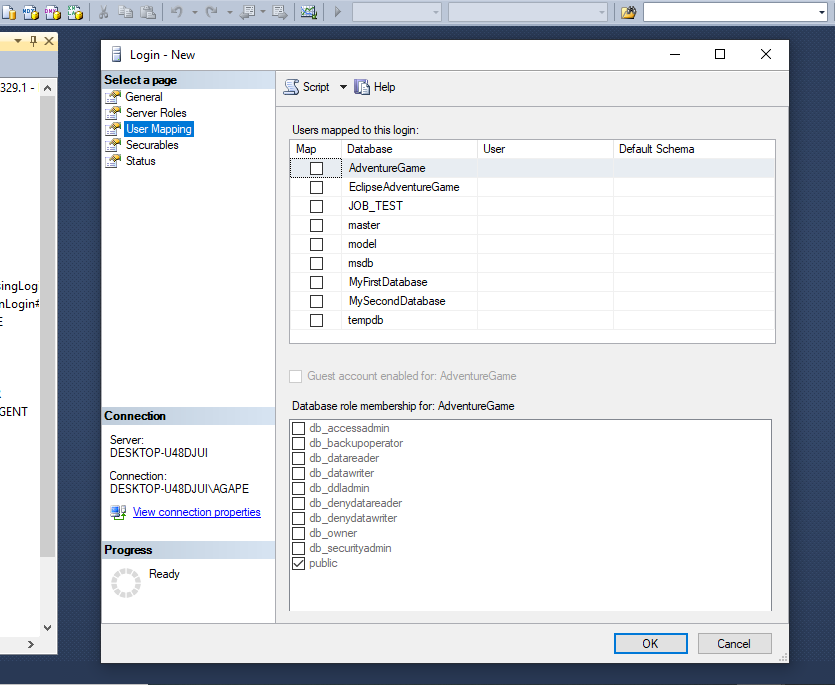 Login - New
329.1 -
Select a page
General
Server Roles
User Mapping
Securables
Status
Script
Help
Users mapped to this login:
Map Database User Default Schema
AdventureGame
EclipseAdventureGame
JOB_TEST
master
model
msdb
MyFirstDatabase
MySecondDatabase
tempdb
singLog
nLogin#
E
GENT
Guest account enabled for: AdventureGame
Database role membership for: AdventureGame
db_accessadmin
db_backupoperator
db_datareader
db_datawriter
db_ddladmin
db_denydatareader
db_denydatawriter
db_owner
db_securityadmin
public
Connection
Server:
DESKTOP-U48DJUI
Connection:
DESKTOP-U48DJUI\AGAPE
View connection properties
Progress
Ready
OK
Cancel